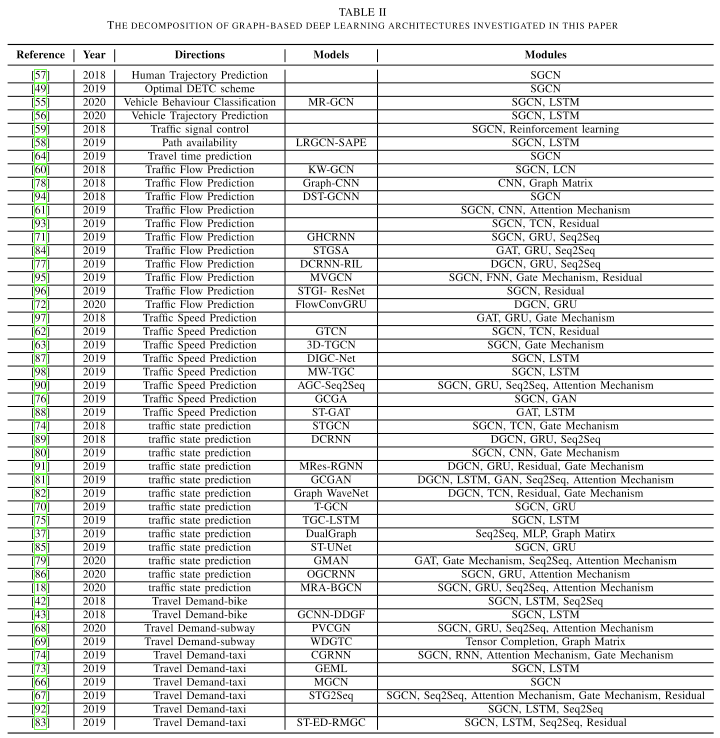 TABLE II
THE DECOMPOSITION OF GRAPH-BASED DEEP LEARNING ARCHITECTURES INVESTIGATED IN THIS PAPER
Reference Year Directions Models Modules
[57] 2018 Human Trajectory Prediction SGCN
[49] 2019 Optimal DETC scheme SGCN
[55] 2020 Vehicle Behaviour Classification MR-GCN SGCN, LSTM
[56] 2020 Vehicle Trajectory Prediction SGCN, LSTM
[59] 2018 Traffic signal control SGCN, Reinforcement learning
[58] 2019 Path availability LRGCN-SAPE SGCN, LSTM
[64] 2019 Travel time prediction SGCN
[60] 2018 Traffic Flow Prediction KW-GCN SGCN, LCN
[78] 2018 Traffic Flow Prediction Graph-CNN CNN, Graph Matrix
[94] 2018 Traffic Flow Prediction DST-GCNN SGCN
[61] 2019 Traffic Flow Prediction SGCN, CNN, Attention Mechanism
[93] 2019 Traffic Flow Prediction SGCN, TCN, Residual
[71] 2019 Traffic Flow Prediction GHCRNN SGCN, GRU, Seq2Seq
[84] 2019 Traffic Flow Prediction STGSA GAT, GRU, Seq2Seq
[77] 2019 Traffic Flow Prediction DCRNN-RIL DGCN, GRU, Seq2Seq
[95] 2019 Traffic Flow Prediction MVGCN SGCN, FNN, Gate Mechanism, Residual
[96] 2019 Traffic Flow Prediction STGI- ResNet SGCN, Residual
[72] 2020 Traffic Flow Prediction FlowConvGRU DGCN, GRU
[97] 2018 Traffic Speed Prediction GAT, GRU, Gate Mechanism
[62] 2019 Traffic Speed Prediction GTCN SGCN, TCN, Residual
[63] 2019 Traffic Speed Prediction 3D-TGCN SGCN, Gate Mechanism
[87] 2019 Traffic Speed Prediction DIGC-Net SGCN, LSTM
[98] 2019 Traffic Speed Prediction MW-TGC SGCN, LSTM
[90] 2019 Traffic Speed Prediction AGC-Seq2Seq SGCN, GRU, Seq2Seq, Attention Mechanism
[76] 2019 Traffic Speed Prediction GCGA SGCN, GAN
[88] 2019 Traffic Speed Prediction ST-GAT GAT, LSTM
[74] 2018 traffic state prediction STGCN SGCN, TCN, Gate Mechanism
[89] 2018 traffic state prediction DCRNN DGCN, GRU, Seq2Seq
[80] 2019 traffic state prediction SGCN, CNN, Gate Mechanism
[91] 2019 traffic state prediction MRes-RGNN DGCN, GRU, Residual, Gate Mechanism
[81] 2019 traffic state prediction GCGAN DGCN, LSTM, GAN, Seq2Seq, Attention Mechanism
[82] 2019 traffic state prediction Graph WaveNet DGCN, TCN, Residual, Gate Mechanism
[70] 2019 traffic state prediction T-GCN SGCN, GRU
[75] 2019 traffic state prediction TGC-LSTM SGCN, LSTM
[37] 2019 traffic state prediction DualGraph Seq2Seq, MLP, Graph Matirx
[85] 2019 traffic state prediction ST-UNet SGCN, GRU
[79] 2020 traffic state prediction GMAN GAT, Gate Mechanism, Seq2Seq, Attention Mechanism
[86] 2020 traffic state prediction OGCRNN SGCN, GRU, Attention Mechanism
[18] 2020 traffic state prediction MRA-BGCN SGCN, GRU, Seq2Seq, Attention Mechanism
[42] 2018 Travel Demand-bike SGCN, LSTM, Seq2Seq
[43] 2018 Travel Demand-bike GCNN-DDGF SGCN, LSTM
[68] 2020 Travel Demand-subway PVCGN SGCN, GRU, Seq2Seq, Attention Mechanism
[69] 2019 Travel Demand-subway WDGTC Tensor Completion, Graph Matrix
[74] 2019 Travel Demand-taxi CGRNN SGCN, RNN, Attention Mechanism, Gate Mechanism
[73] 2019 Travel Demand-taxi GEML SGCN, LSTM
[66] 2019 Travel Demand-taxi MGCN SGCN
[67] 2019 Travel Demand-taxi STG2Seq SGCN, Seq2Seq, Attention Mechanism, Gate Mechanism, Residual
[92] 2019 Travel Demand-taxi SGCN, LSTM, Seq2Seq
[83] 2019 Travel Demand-taxi ST-ED-RMGC SGCN, LSTM, Seq2Seq, Residual